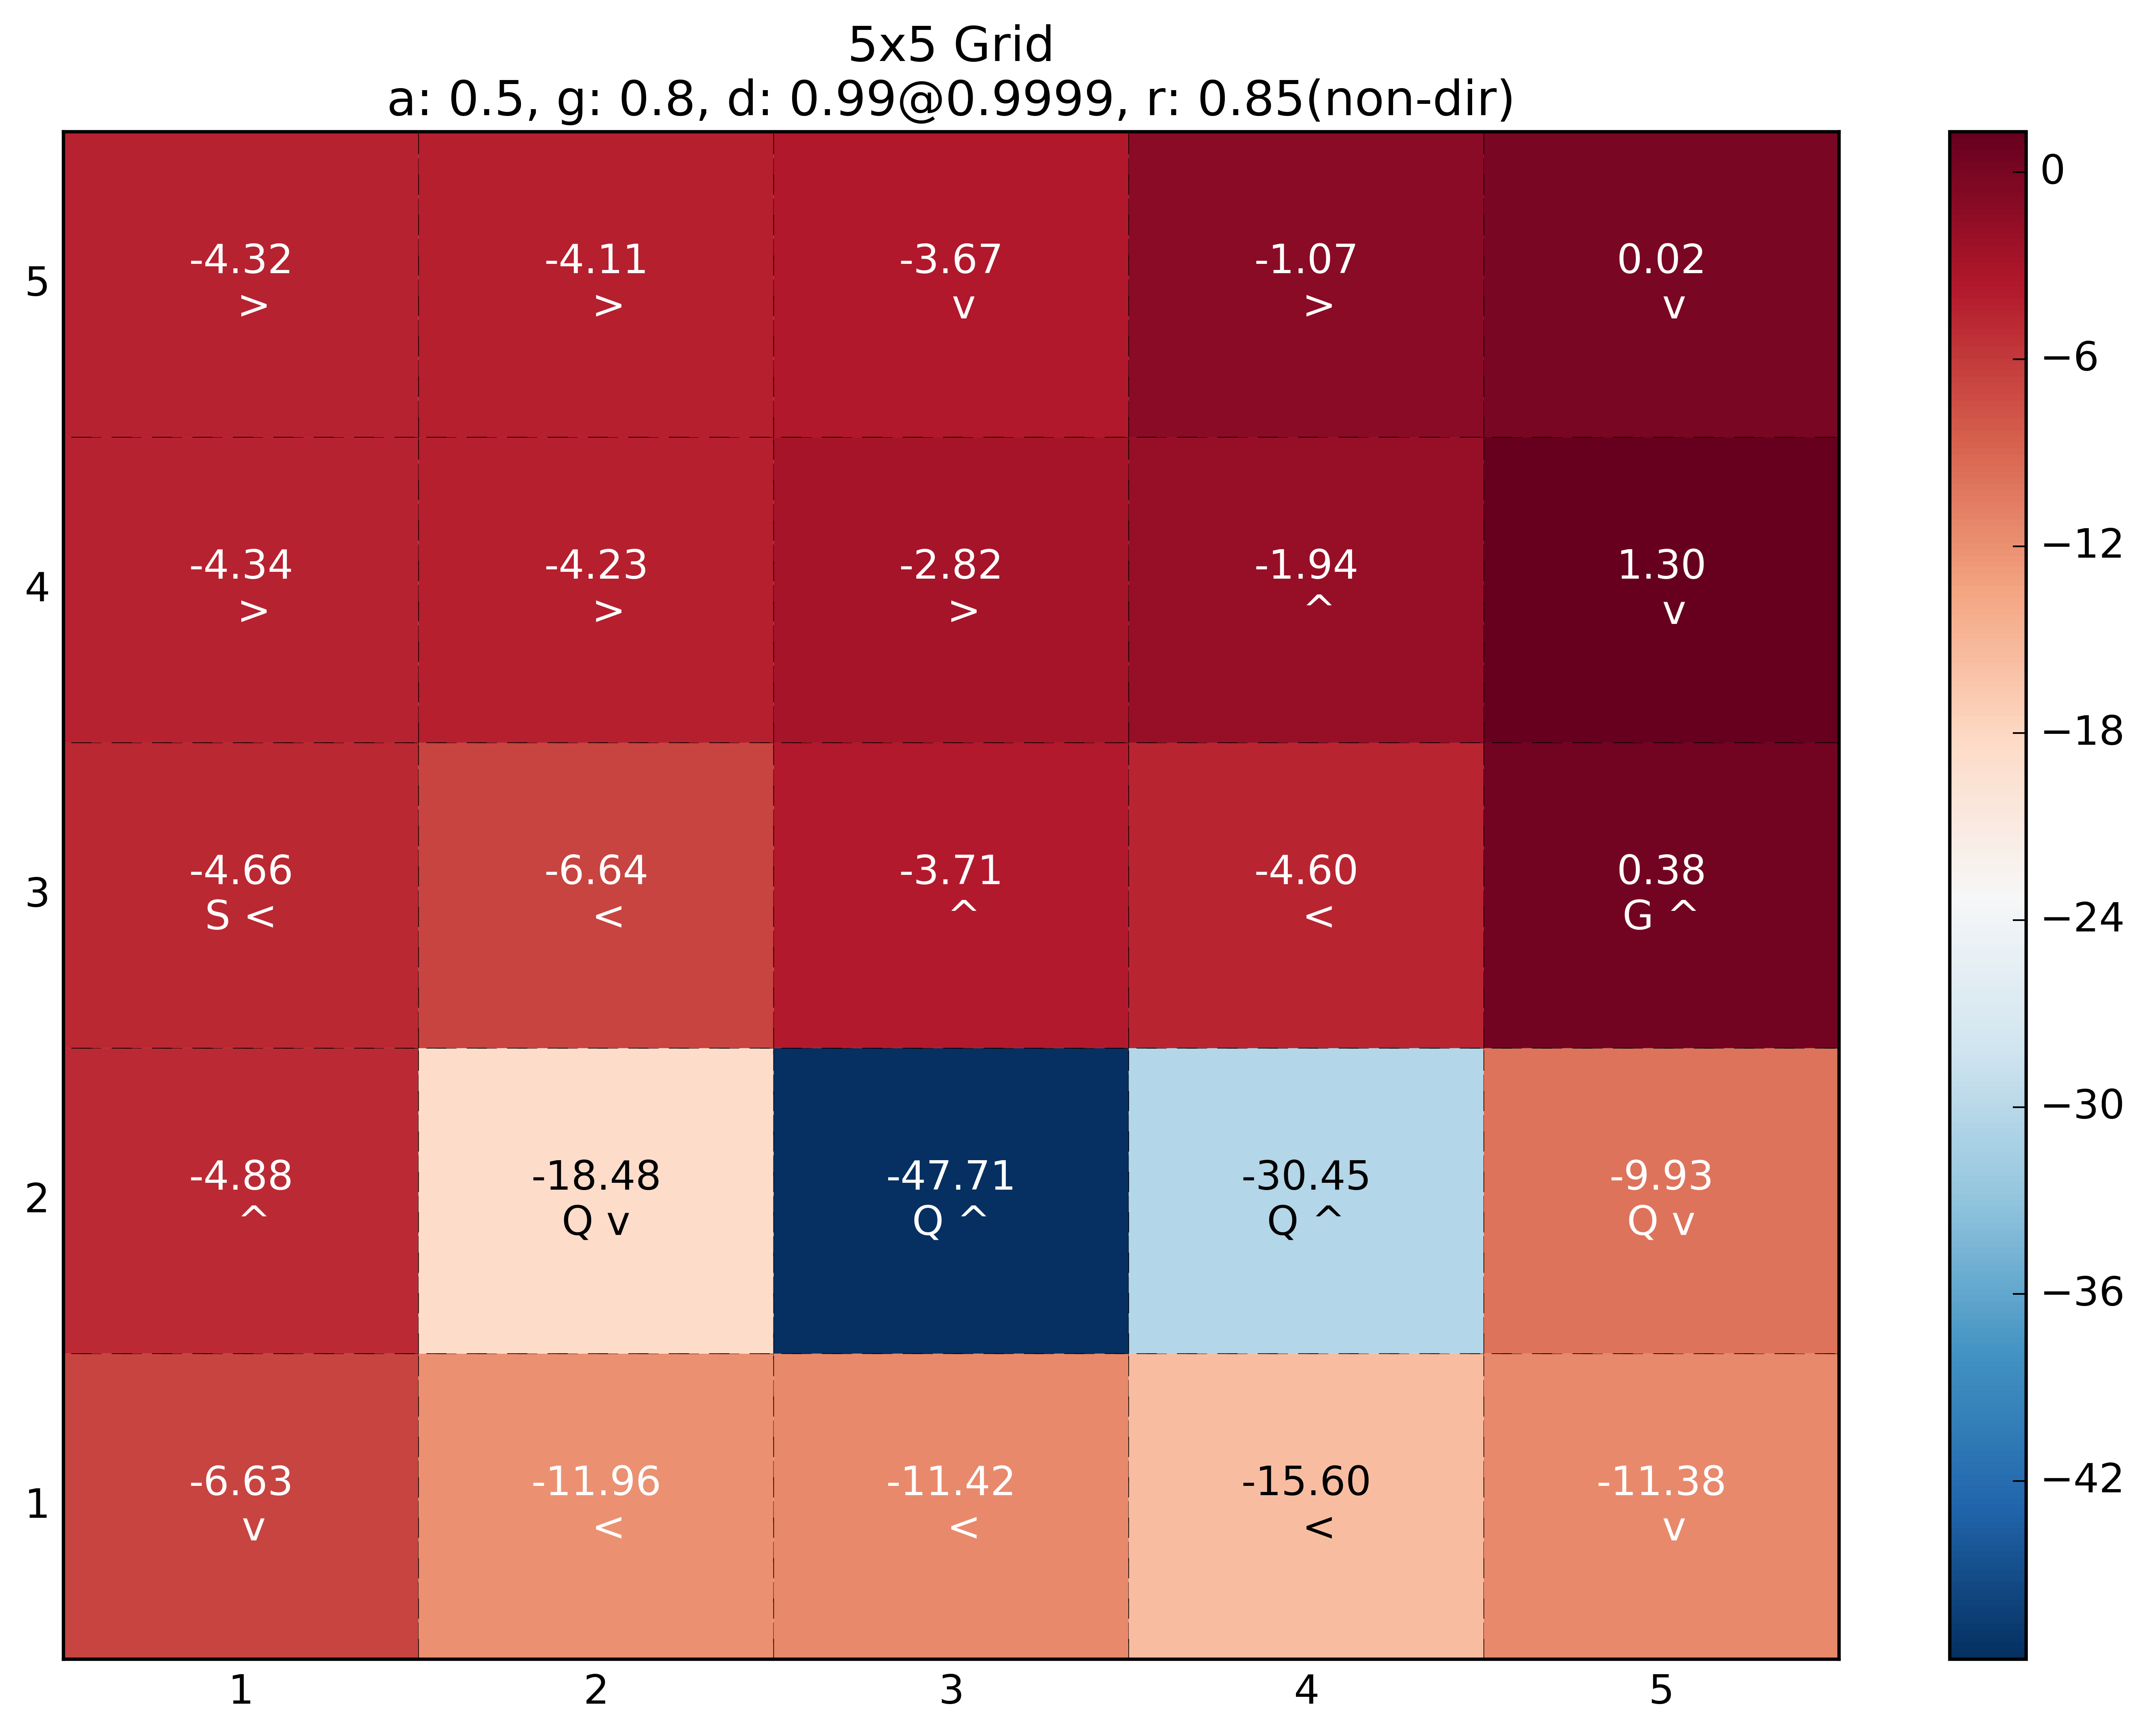 5x5 Grid
a: 0.5, g: 0.8, d: 0.99@0.9999, r: 0.85(non-dir)
5 -4.32 -4.11 -3.67 -1.07 0.02
> > v > v
4 -4.34 -4.23 -2.82 -1.94 1.30
> > > ^ v
3 -4.66 -6.64 -3.71 -4.60 0.38
S < < ^ < G ^
2 -4.88 -18.48 -47.71 -30.45 -9.93
^ Q v Q ^ Q ^ Q v
1 -6.63 -11.96 -11.42 -15.60 -11.38
v < < < v
1 2 3 4 5
0
−6
−12
−18
−24
−30
−36
−42